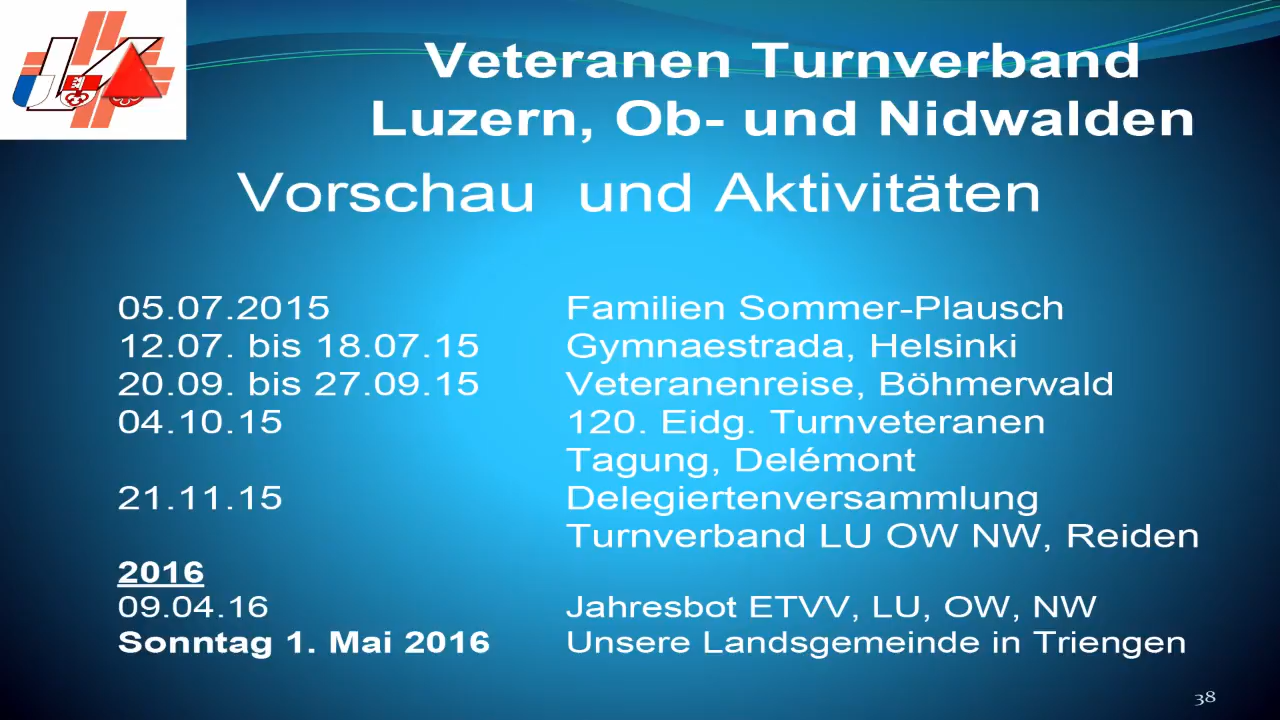 Veteranen Turnverband
Luzern, Ob- und Nidwalden
Vorschau und Aktivitäten
05.07.2015 Familien Sommer-Plausch
12.07. bis 18.07.15 Gymnaestrada, Helsinki
20.09. bis 27.09.15 Veteranenreise, Böhmerwald
04.10.15 120. Eidg. Turnveteranen
Tagung, Delémont
21.11.15 Delegiertenversammlung
Turnverband LU OW NW, Reiden
2016
09.04.16 Jahresbot ETVV, LU, OW, NW
Sonntag 1. Mai 2016 Unsere Landsgemeinde in Triengen
38